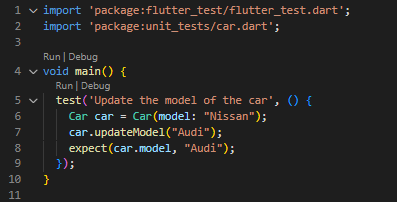 1 import 'package:flutter_test/flutter_test.dart';
2 import 'package:unit_tests/car.dart';
3
Run | Debug
4 void main() {
Run | Debug
5 test('Update the model of the car', () {
6 Car car = Car(model: "Nissan");
7 car.updateModel("Audi");
8 expect(car.model, "Audi");
9 });
10 }
11